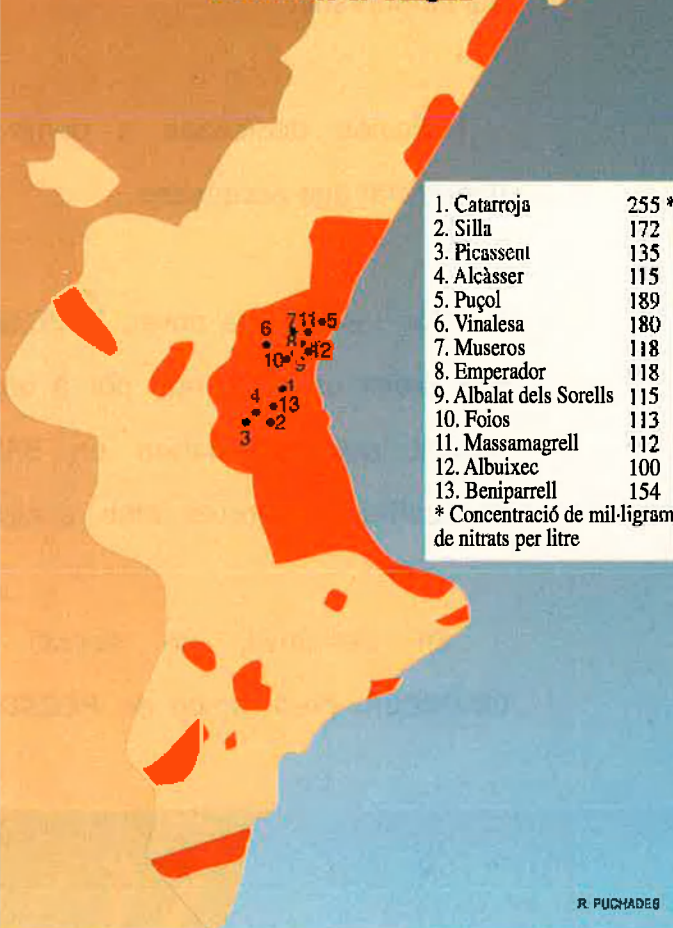 1. Catarroja 255 *
2. Silla 172
3. Picassent 135
4. Alcàsser 115
5. Puçol 189
6. Vinalesa 180
7. Museros 118
8. Emperador 118
9. Albalat dels Sorells 115
10. Foios 113
11. Massamagrell 112
12. Albuixec 100
13. Beniparrell 154
* Concentració de mil·ligram
de nitrats per litre
7 11 5
6 8 12
10 9
1
4 13
3 2
R. PUCHADES